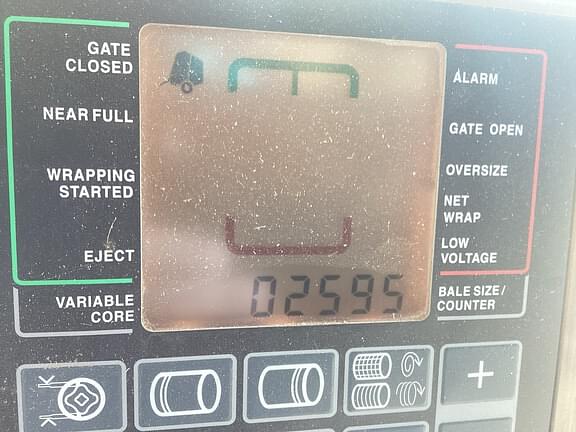 GATE
CLOSED
NEAR FULL
WRAPPING
STARTED
EJECT
VARIABLE
CORE
02595
ALARM
GATE OPEN
OVERSIZE
NET
WRAP
LOW
VOLTAGE
BALE SIZE/
COUNTER
+